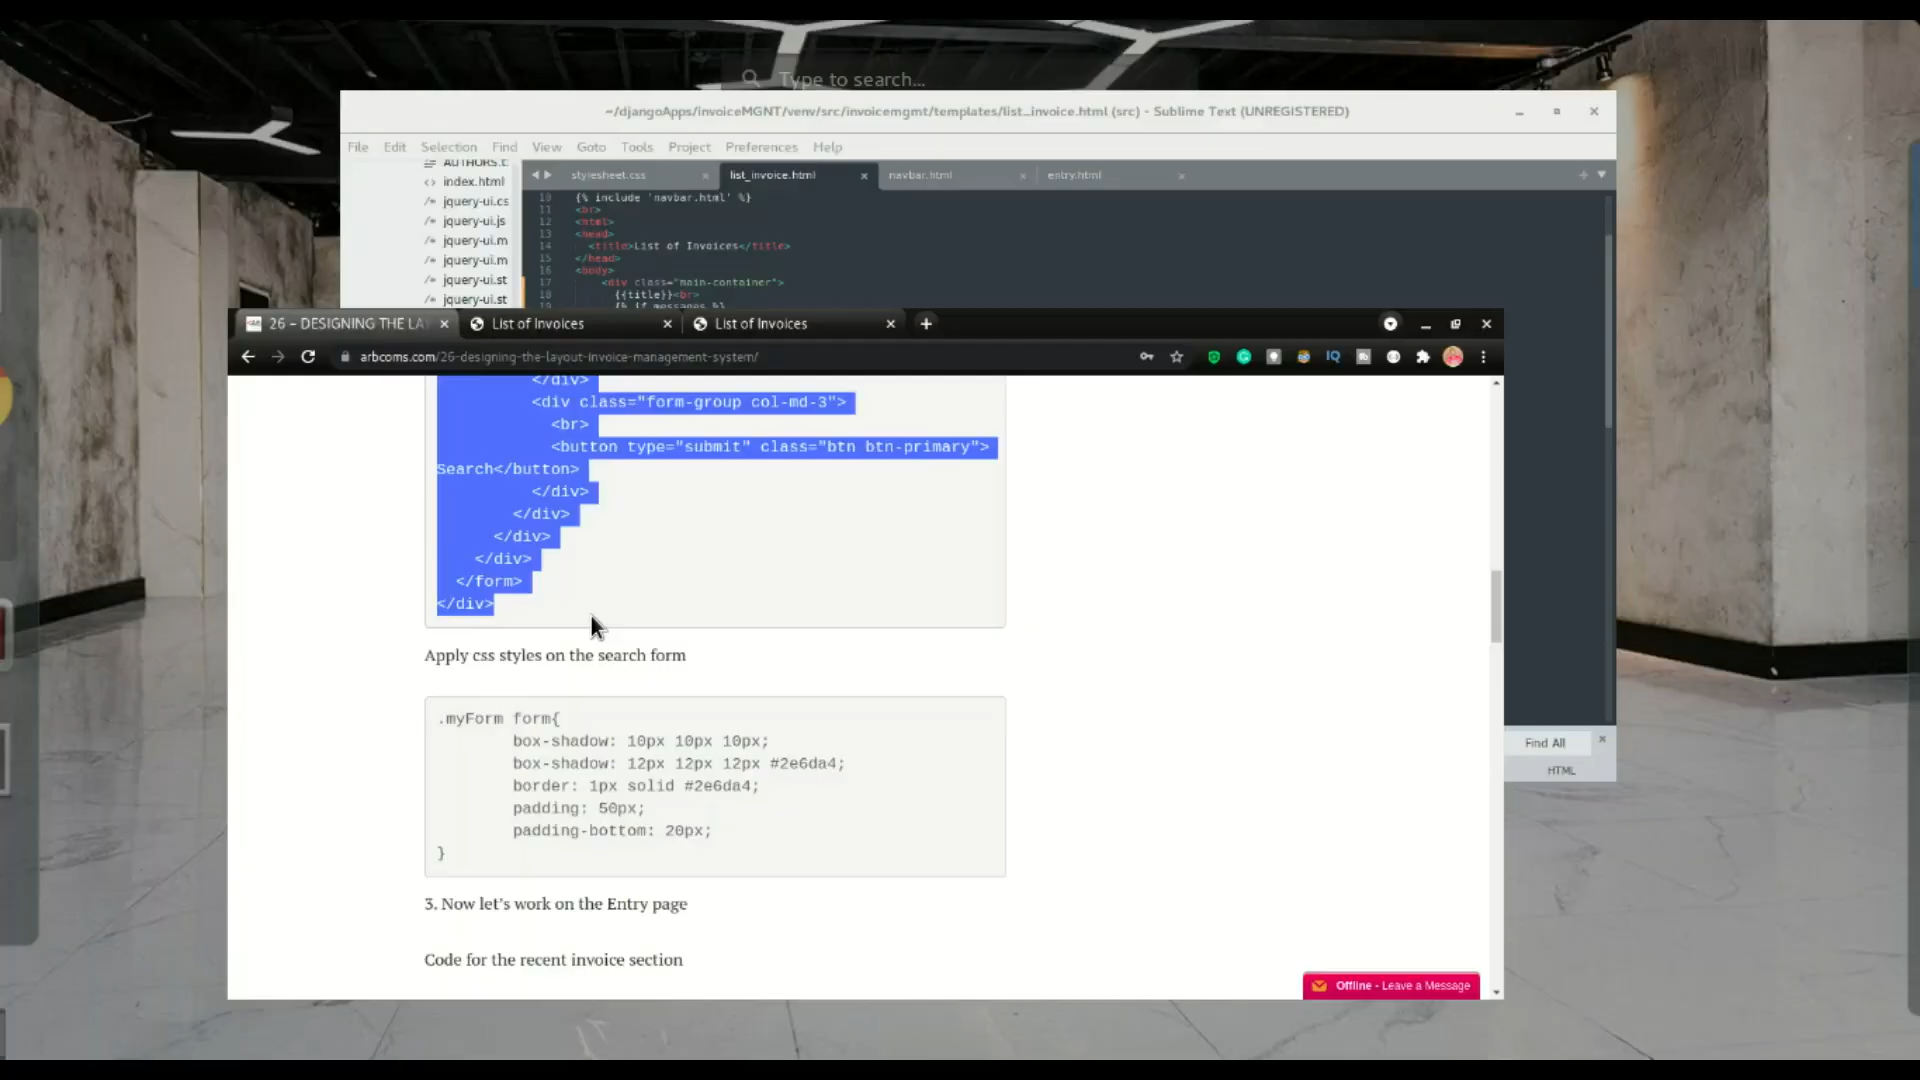 Type to search...
~/djangoApps/invoiceMGNT/venv/src/invoicemgmt/templates/list_invoice.html (src) - Sublime Text (UNREGISTERED)
File Edit Selection Find View Goto Tools Project Preferences Help
AUTHORS.t
index.html
jquery-ui.cs
jquery-ui.js
jquery-ui.m
jquery-ui.m
jquery-ui.st
jquery-ui.st
stylesheet.css list_invoice.html navbar.html entry.html
10 {% include 'navbar.html' %}
11 <br>
12 <html>
13 <head>
14 <title>List of Invoices</title>
15 </head>
16 <body>
17 <div class="main-container">
18 {{title}}<br>
19 {% if messages %}
26 – DESIGNING THE LA List of Invoices List of Invoices
arbcoms.com/26-designing-the-layout-invoice-management-system/
IQ
</div>
<div class="form-group col-md-3">
<br>
<button type="submit" class="btn btn-primary">
Search</button>
</div>
</div>
</div>
</div>
</form>
</div>
Apply css styles on the search form
.myForm form{
box-shadow: 10px 10px 10px;
box-shadow: 12px 12px 12px #2e6da4;
border: 1px solid #2e6da4;
padding: 50px;
padding-bottom: 20px;
}
3. Now let's work on the Entry page
Code for the recent invoice section
Offline - Leave a Message
Find All
HTML